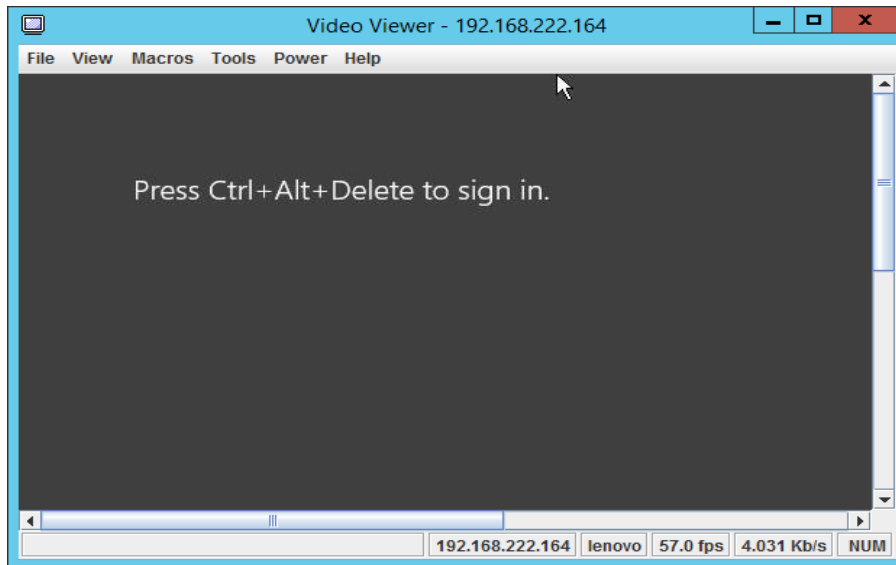 Video Viewer - 192.168.222.164
File View Macros Tools Power Help
Press Ctrl+Alt+Delete to sign in.
192.168.222.164 lenovo 57.0 fps 4.031 Kb/s NUM